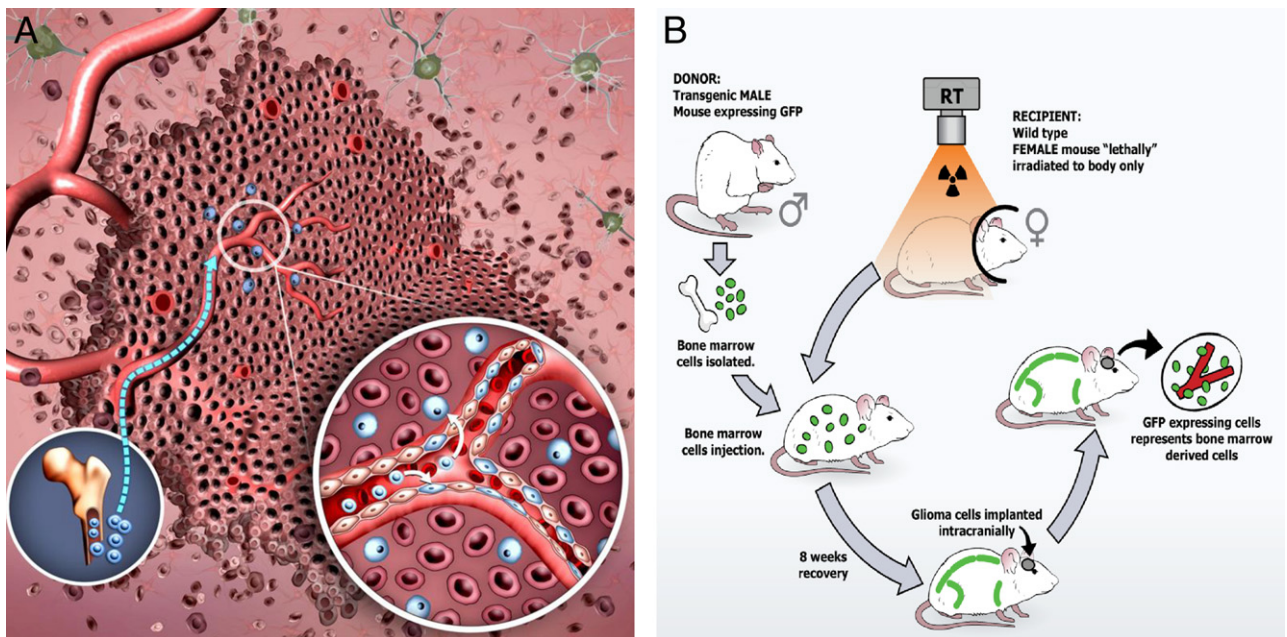 A
B
DONOR:
Transgenic MALE
Mouse expressing GFP
RT
RECIPIENT:
Wild type
FEMALE mouse “lethally”
irradiated to body only
Bone marrow
cells isolated.
Bone marrow
cells injection.
GFP expressing cells
represents bone marrow
derived cells
Glioma cells implanted
intracranially
8 weeks
recovery